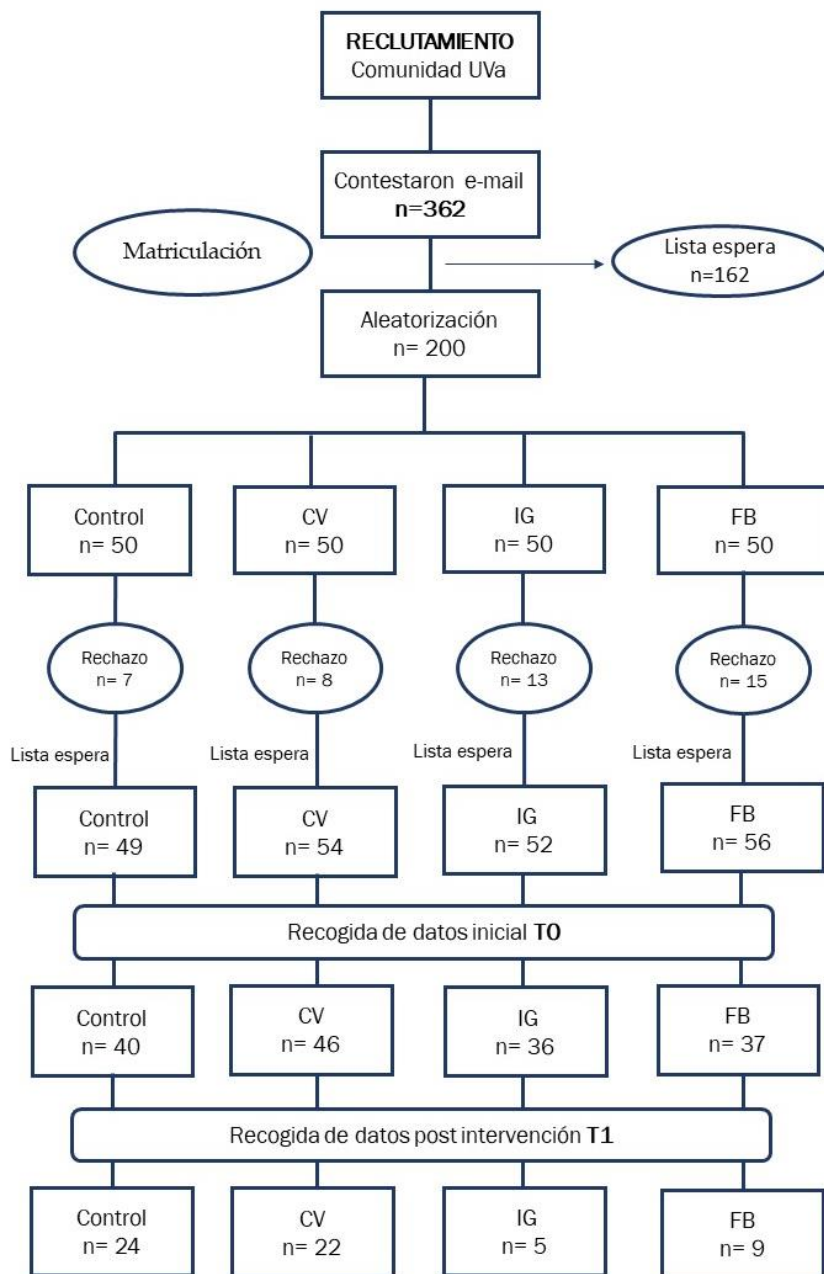 RECLUTAMIENTO
Comunidad UVa
Contestaron e-mail
n=362
Matriculación
Lista espera
n=162
Aleatorización
n= 200
Control
n= 50
CV
n= 50
IG
n= 50
FB
n= 50
Rechazo
n= 7
Rechazo
n= 8
Rechazo
n= 13
Rechazo
n= 15
Lista espera
Lista espera
Lista espera
Lista espera
Control
n= 49
CV
n= 54
IG
n= 52
FB
n= 56
Recogida de datos inicial T0
Control
n= 40
CV
n= 46
IG
n= 36
FB
n= 37
Recogida de datos post intervención T1
Control
n= 24
CV
n= 22
IG
n= 5
FB
n= 9